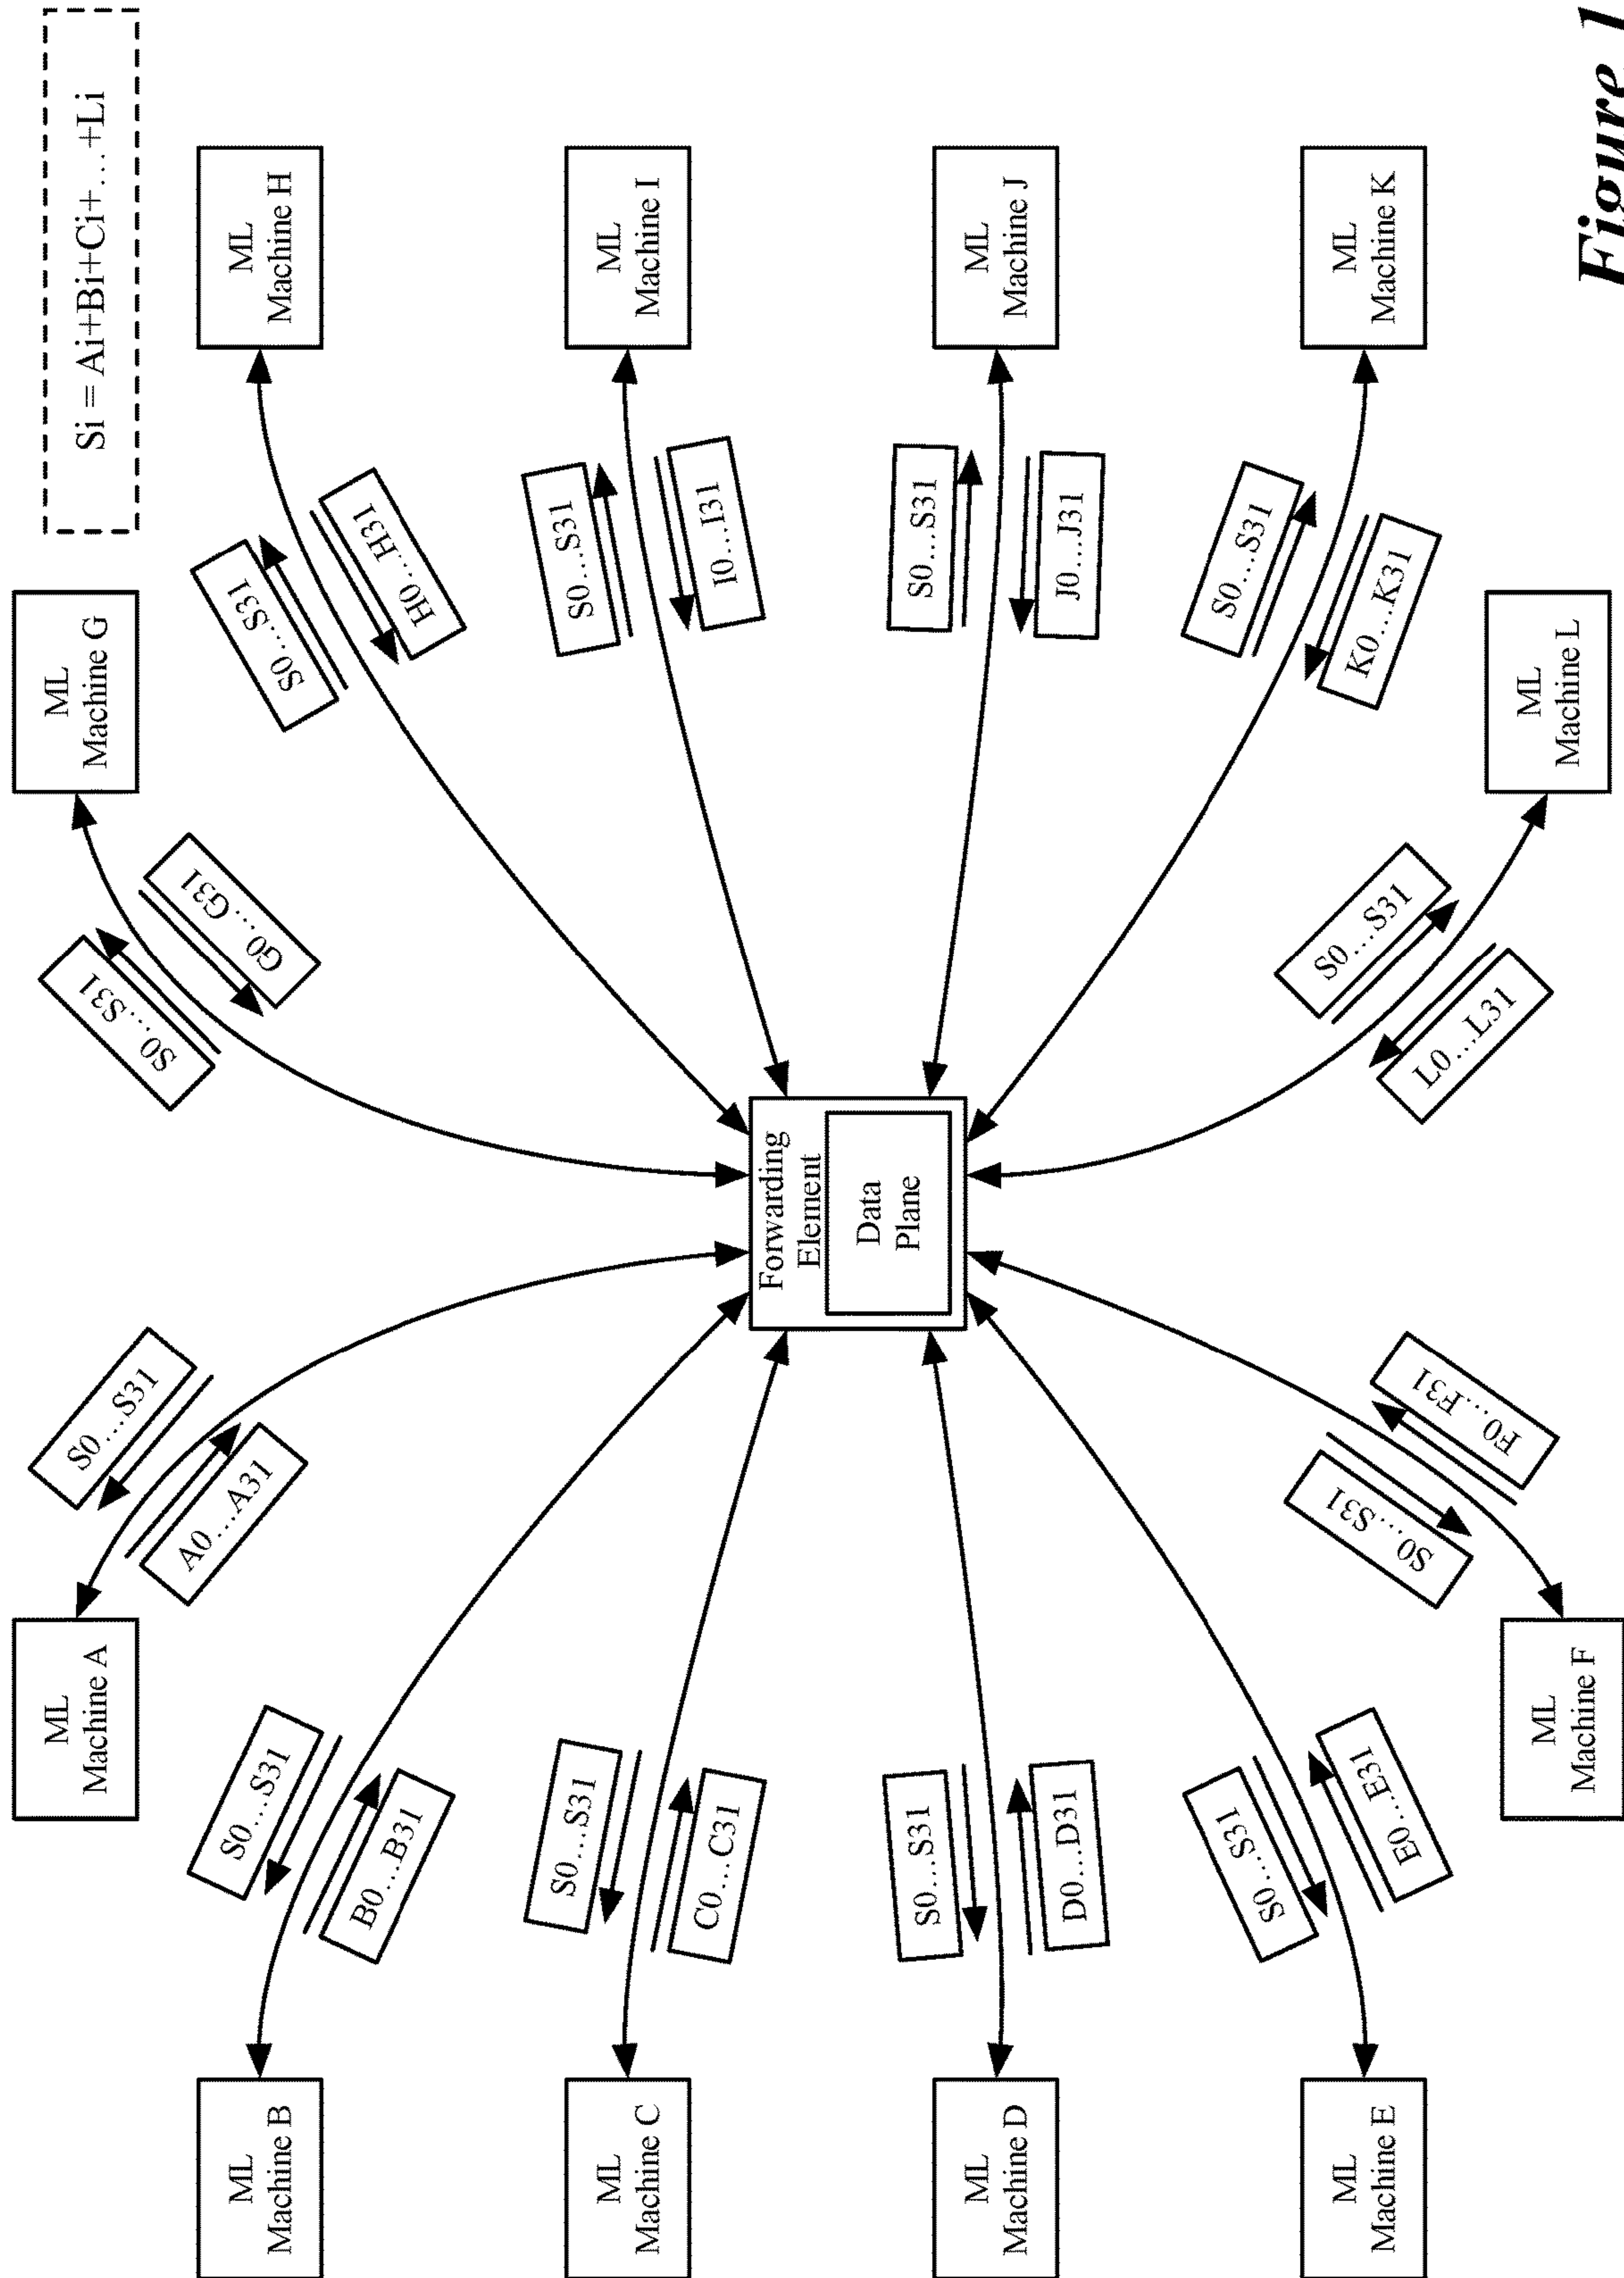 Si = Ai+Bi+Ci+…+Li
ML
Machine A
S0…S31
A0…A31
ML
Machine G
S0…S31
G0…G31
ML
Machine B
S0…S31
B0…B31
ML
Machine H
S0…S31
H0…H31
ML
Machine C
S0…S31
C0…C31
ML
Machine I
S0…S31
I0…I31
Forwarding
Element
Data
Plane
ML
Machine D
S0…S31
D0…D31
ML
Machine J
S0…S31
J0…J31
ML
Machine E
S0…S31
E0…E31
ML
Machine K
S0…S31
K0…K31
ML
Machine F
S0…S31
F0…F31
ML
Machine L
S0…S31
L0…L31
Figure 1